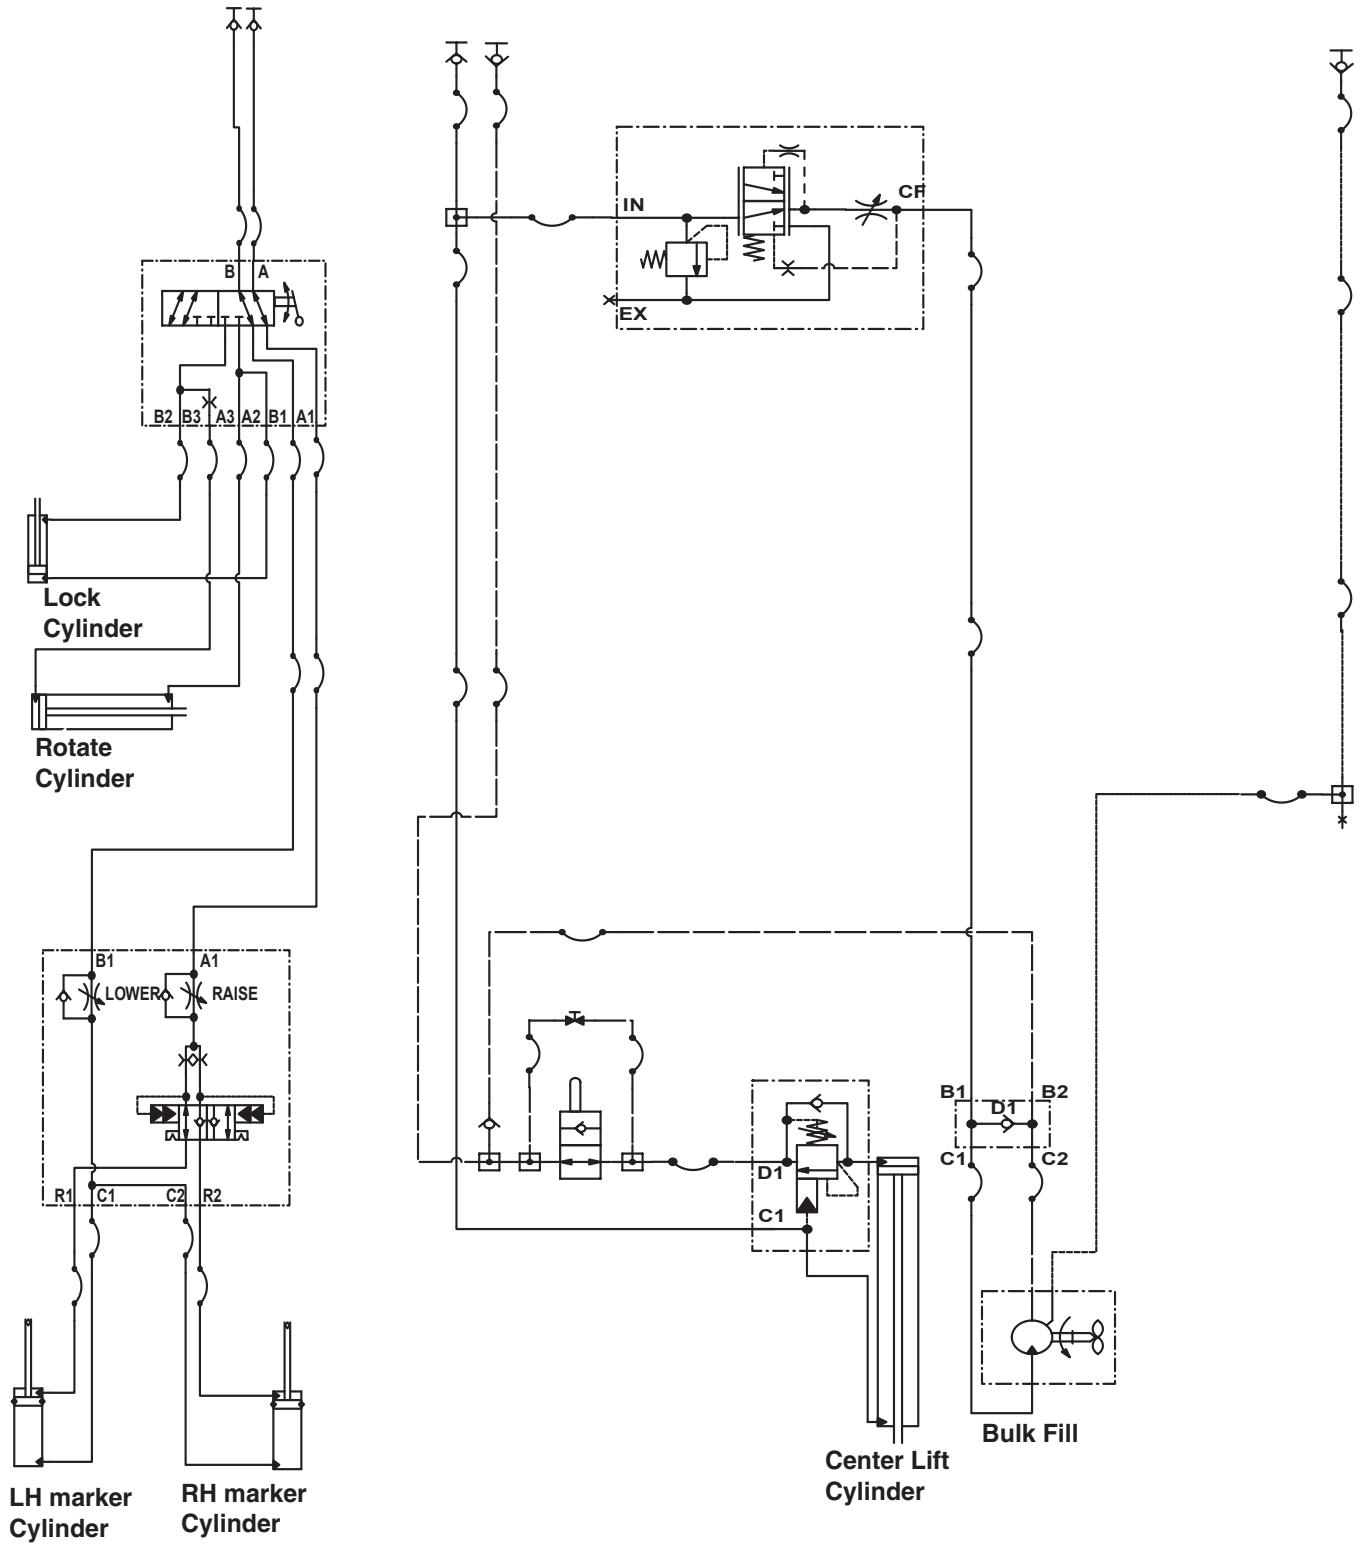 IN
CF
EX
B A
B2 B3 A3 A2 B1 A1
Lock
Cylinder
Rotate
Cylinder
B1 A1
LOWER RAISE
R1 C1 C2 R2
LH marker
Cylinder
RH marker
Cylinder
D1
C1
Center Lift
Cylinder
B1 D1 B2
C1 C2
Bulk Fill